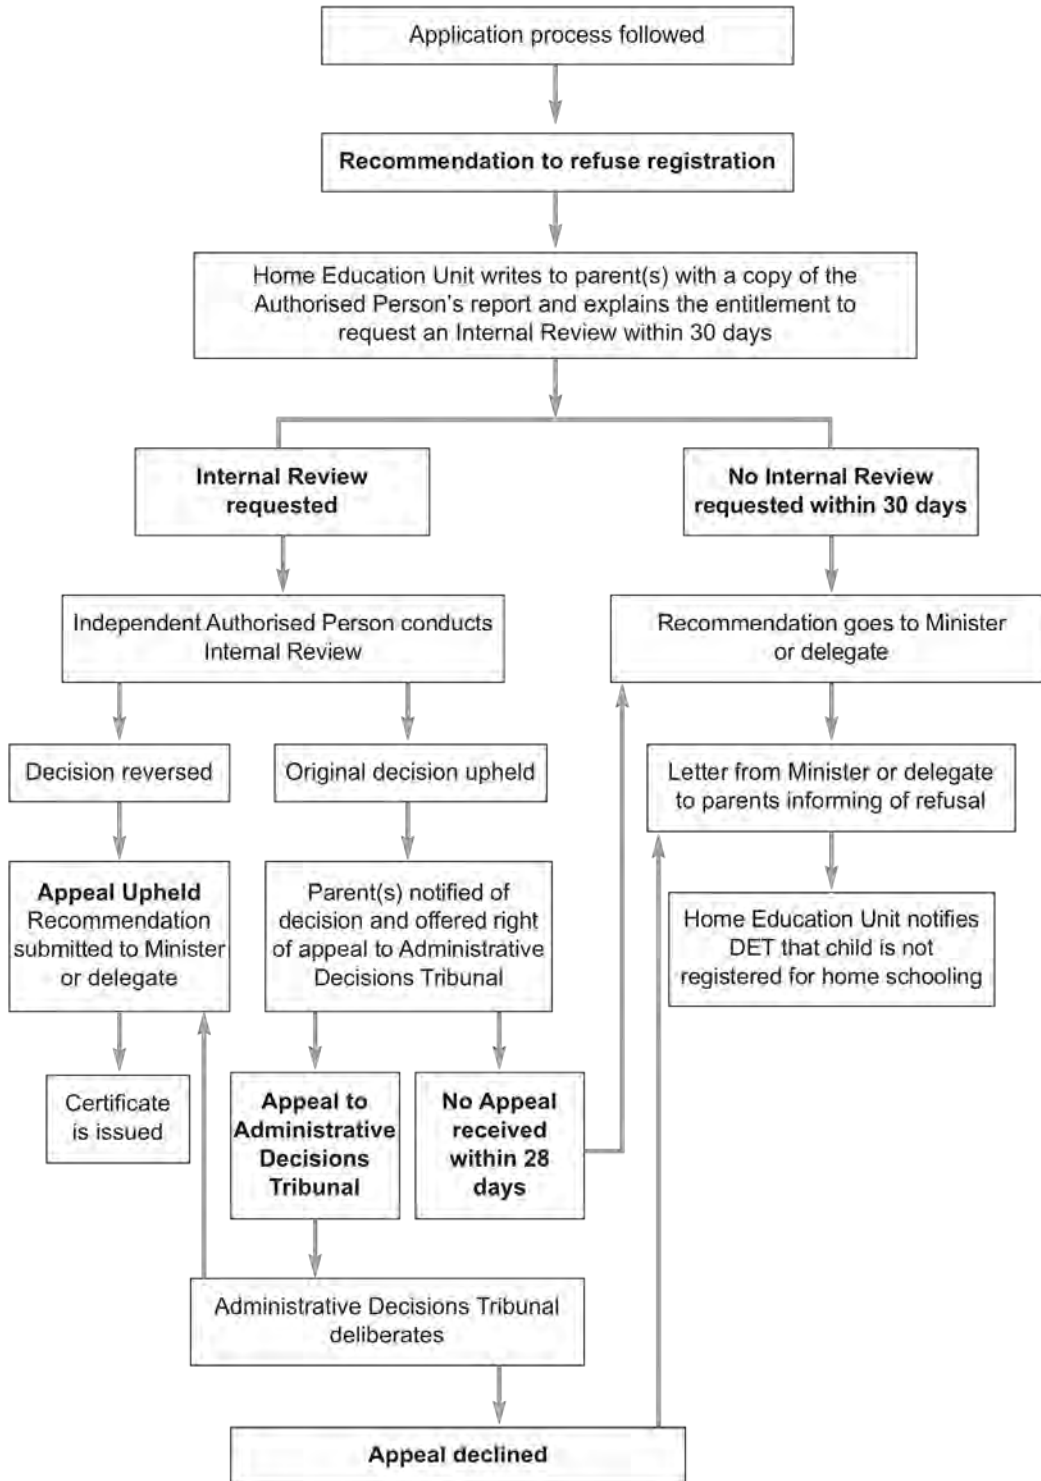 Application process followed
Recommendation to refuse registration
Home Education Unit writes to parent(s) with a copy of the
Authorised Person's report and explains the entitlement to
request an Internal Review within 30 days
Internal Review
requested
No Internal Review
requested within 30 days
Independent Authorised Person conducts
Internal Review
Recommendation goes to Minister
or delegate
Decision reversed
Original decision upheld
Letter from Minister or delegate
to parents informing of refusal
Appeal Upheld
Recommendation
submitted to Minister
or delegate
Parent(s) notified of
decision and offered right
of appeal to Administrative
Decisions Tribunal
Home Education Unit notifies
DET that child is not
registered for home schooling
Certificate
is issued
Appeal to
Administrative
Decisions
Tribunal
No Appeal
received
within 28
days
Administrative Decisions Tribunal
deliberates
Appeal declined